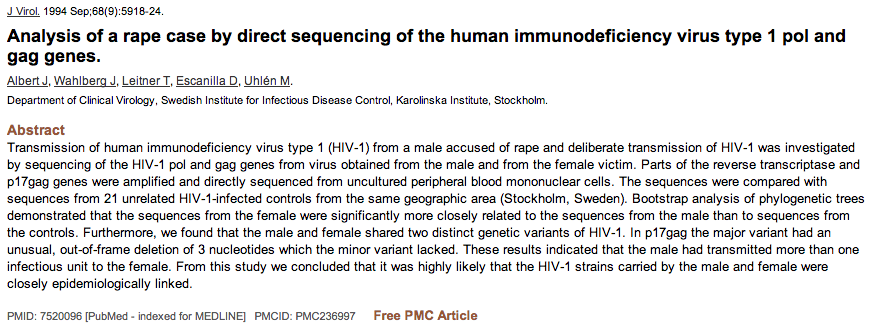 J Virol. 1994 Sep;68(9):5918-24.
Analysis of a rape case by direct sequencing of the human immunodeficiency virus type 1 pol and
gag genes.
Albert J, Wahlberg J, Leitner T, Escanilla D, Uhlén M.
Department of Clinical Virology, Swedish Institute for Infectious Disease Control, Karolinska Institute, Stockholm.
Abstract
Transmission of human immunodeficiency virus type 1 (HIV-1) from a male accused of rape and deliberate transmission of HIV-1 was investigated
by sequencing of the HIV-1 pol and gag genes from virus obtained from the male and from the female victim. Parts of the reverse transcriptase and
p17gag genes were amplified and directly sequenced from uncultured peripheral blood mononuclear cells. The sequences were compared with
sequences from 21 unrelated HIV-1-infected controls from the same geographic area (Stockholm, Sweden). Bootstrap analysis of phylogenetic trees
demonstrated that the sequences from the female were significantly more closely related to the sequences from the male than to sequences from
the controls. Furthermore, we found that the male and female shared two distinct genetic variants of HIV-1. In p17gag the major variant had an
unusual, out-of-frame deletion of 3 nucleotides which the minor variant lacked. These results indicated that the male had transmitted more than one
infectious unit to the female. From this study we concluded that it was highly likely that the HIV-1 strains carried by the male and female were
closely epidemiologically linked.
PMID: 7520096 [PubMed - indexed for MEDLINE] PMCID: PMC236997 Free PMC Article